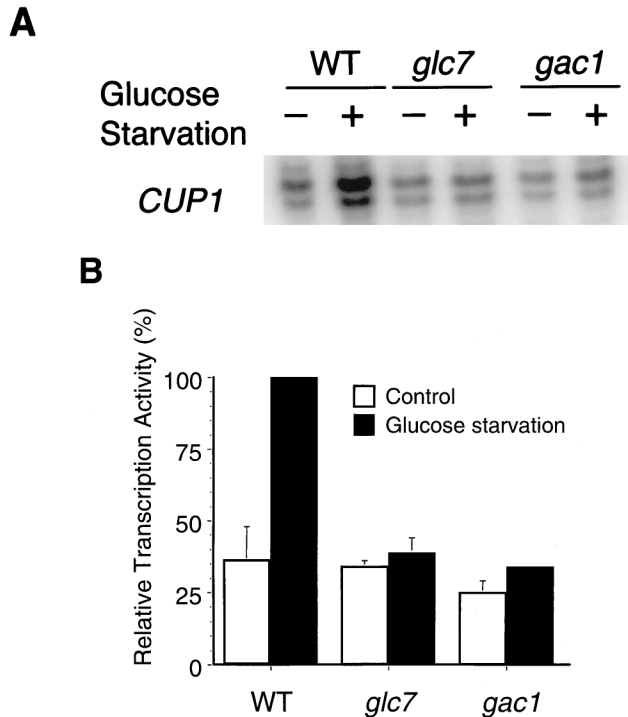 A
WT glc7 gac1
Glucose
Starvation
− + − + − +
CUP1
B
Relative Transcription Activity (%)
100
75
50
25
0
Control
Glucose starvation
WT glc7 gac1